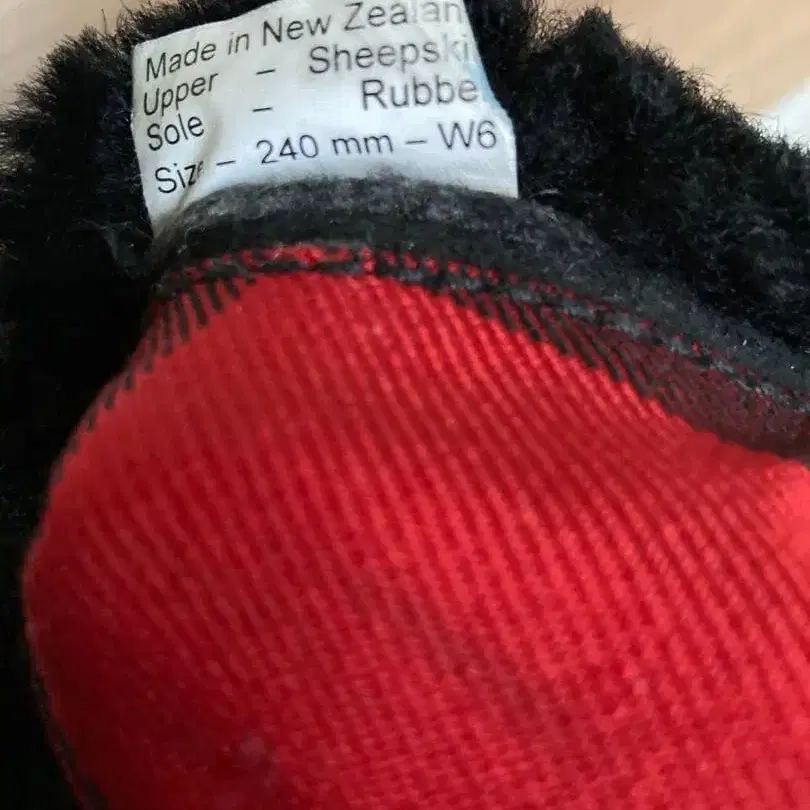 Made in New Zealan
Upper – Sheepski
Sole – Rubbe
Size – 240 mm – W6